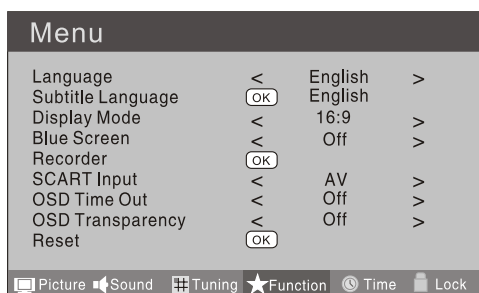 Menu
Language < English >
Subtitle Language OK English
Display Mode < 16:9 >
Blue Screen < Off >
Recorder OK
SCART Input < AV >
OSD Time Out < Off >
OSD Transparency < Off >
Reset OK
Picture Sound Tuning Function Time Lock